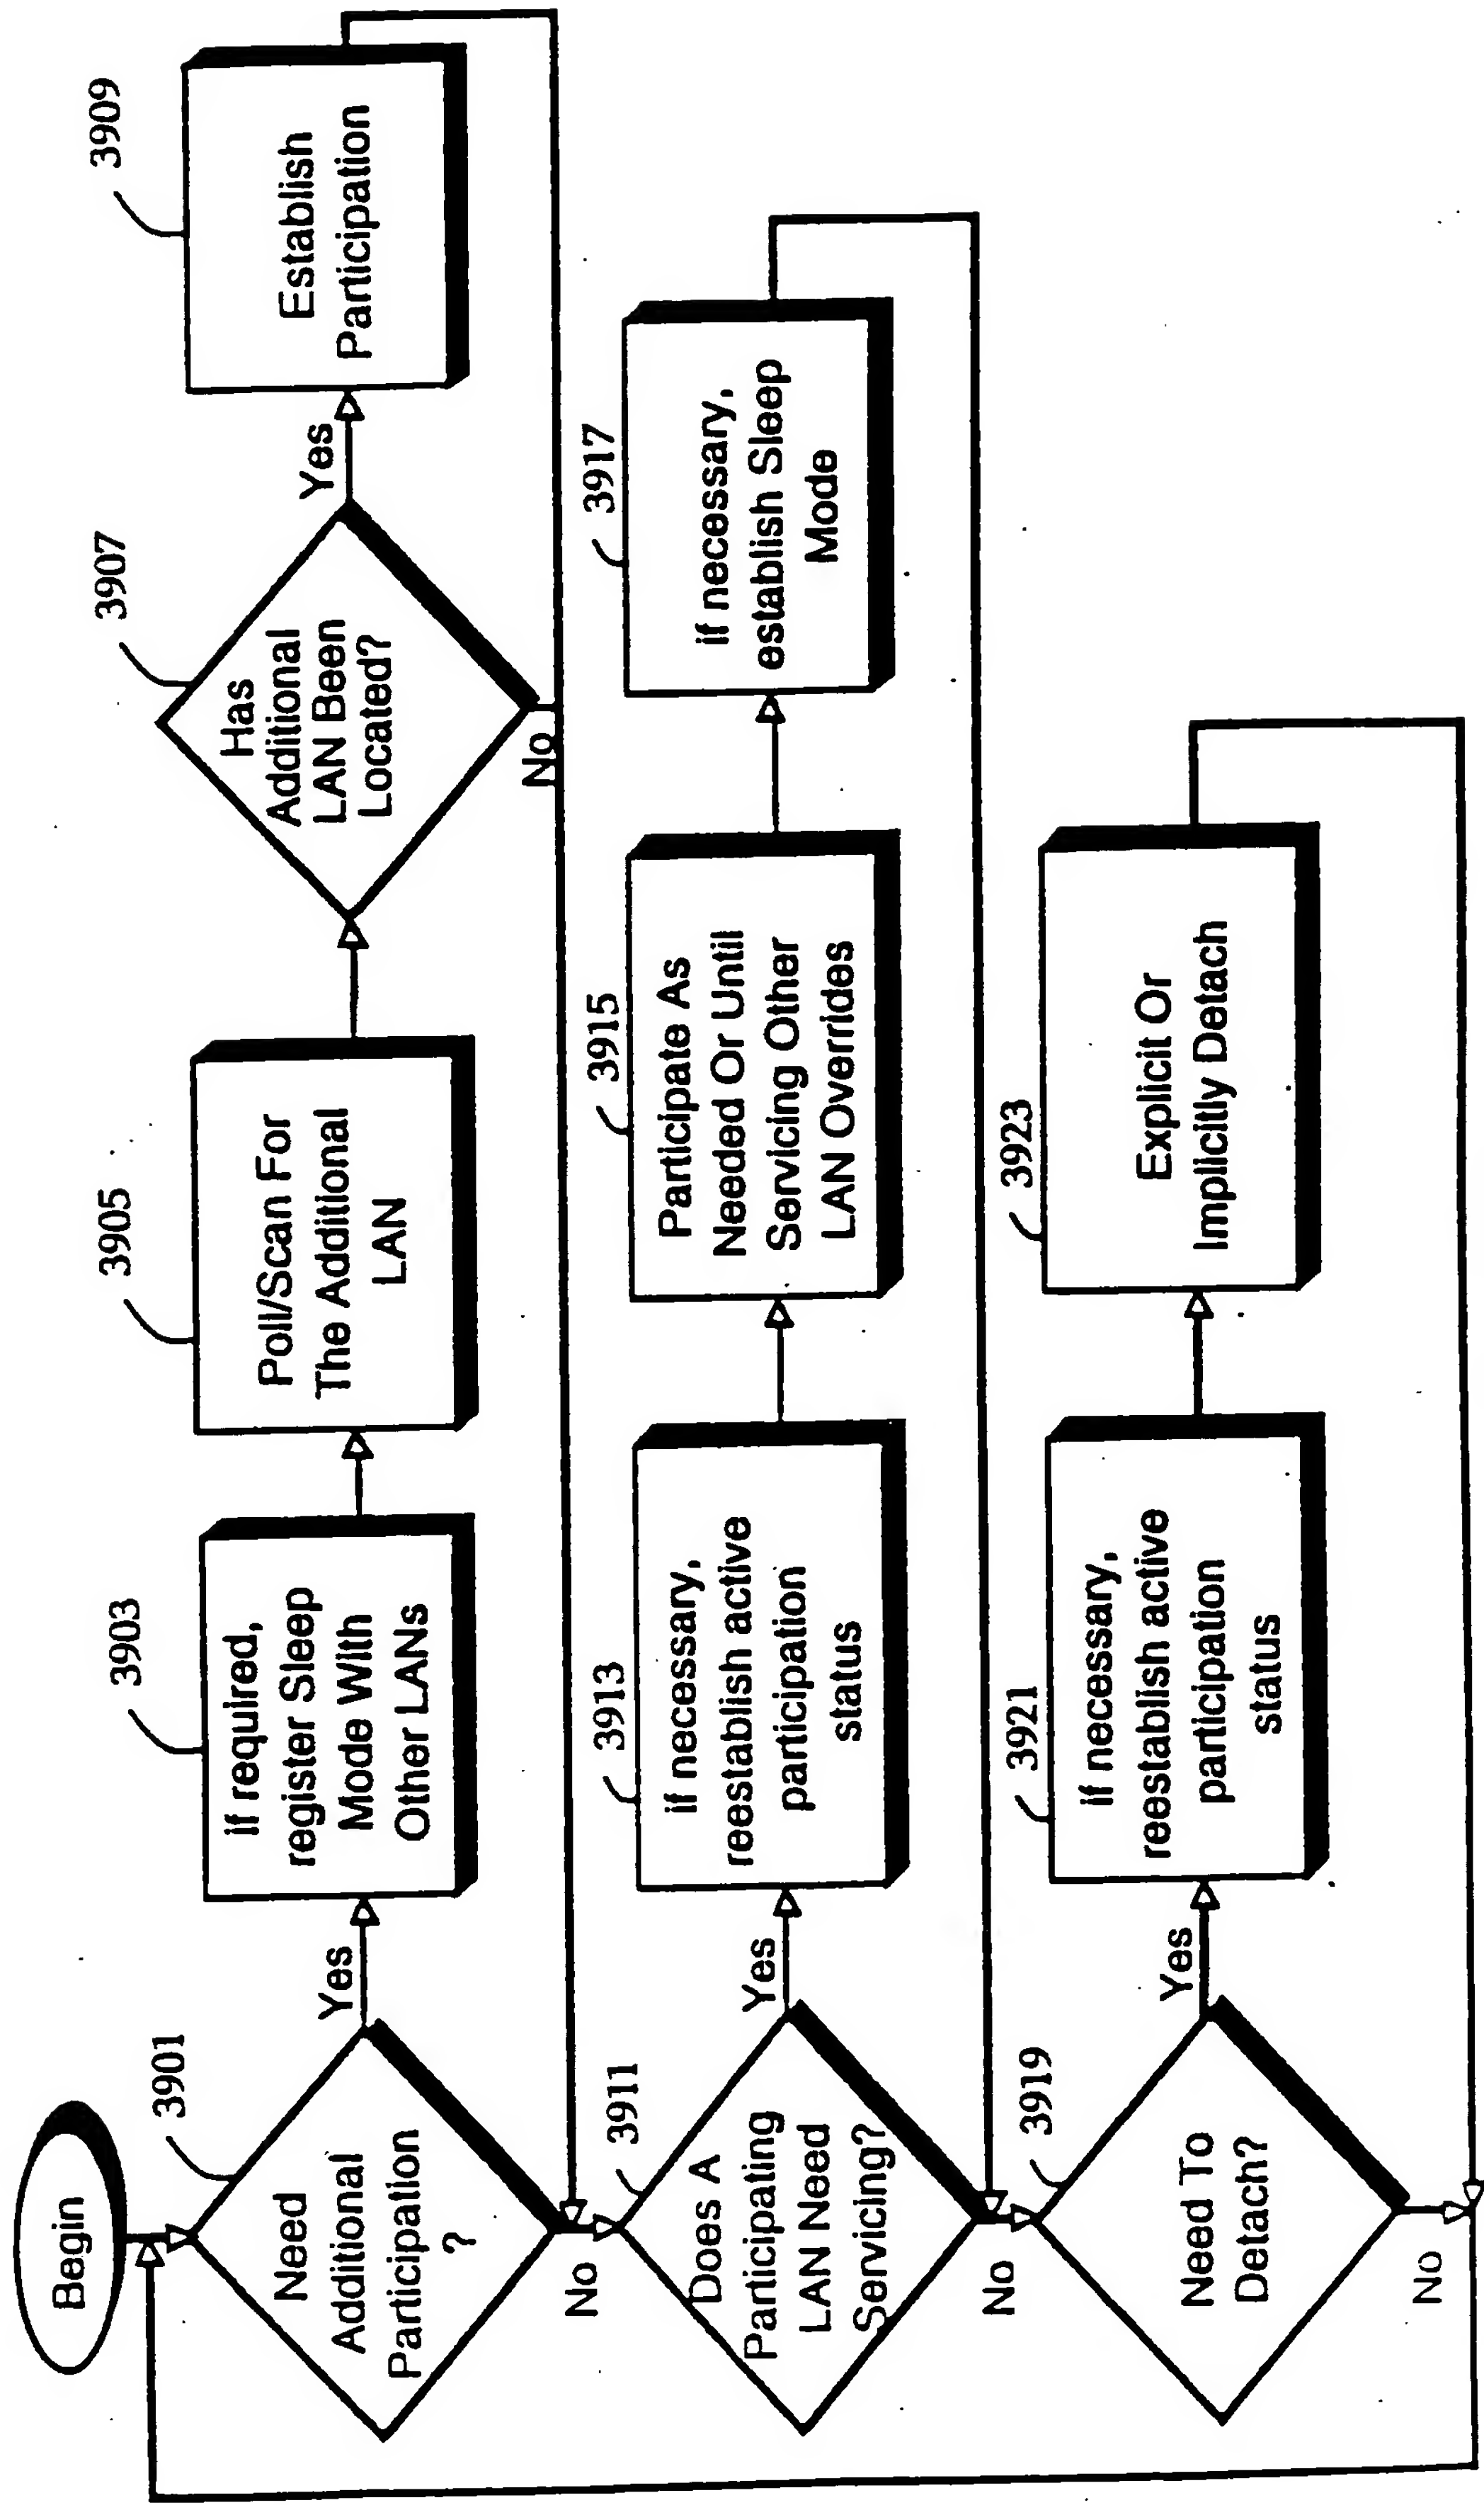 Begin
3901
Need
Additional
Participation
?
Yes
3903
If required,
register Sleep
Mode With
Other LANs
3905
Poll/Scan For
The Additional
LAN
3907
Has
Additional
LAN Been
Located?
Yes
3909
Establish
Participation
No
No
3911
Does A
Participating
LAN Need
Servicing?
Yes
3913
If necessary,
reestablish active
participation
status
3915
Participate As
Needed Or Until
Servicing Other
LAN Overrides
3917
If necessary,
establish Sleep
Mode
No
3919
Need To
Detach?
Yes
3921
If necessary,
reestablish active
participation
status
3923
Explicit Or
Implicitly Detach
No